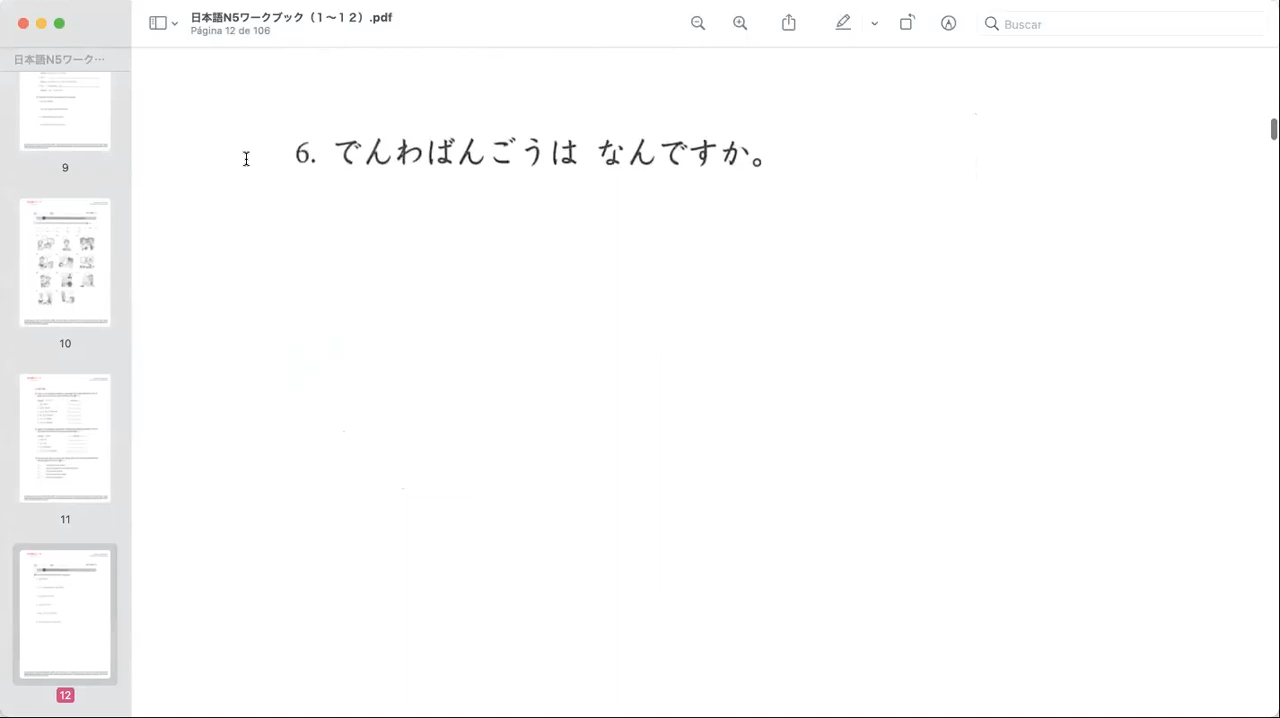 日本語N5ワークブック（１～１２）.pdf
Página 12 de 106
Buscar
日本語N5ワーク…
9
10
11
12
6. でんわばんごうは なんですか。